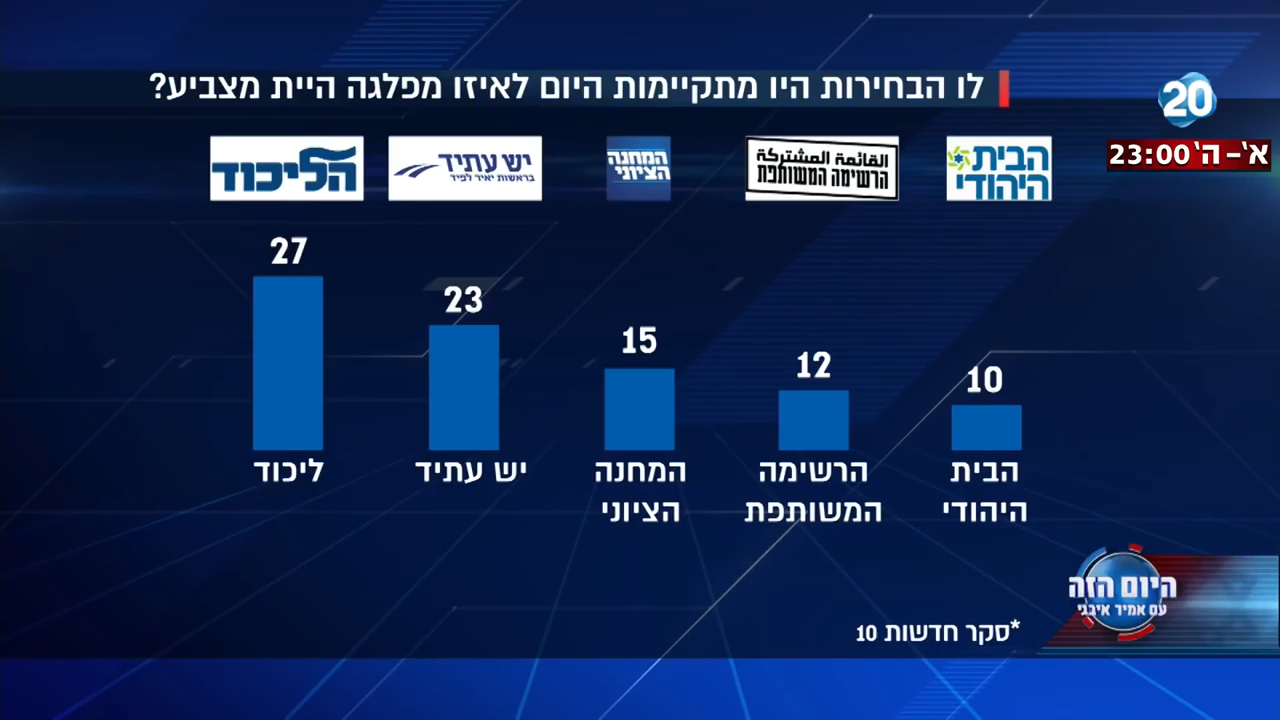 לו הבחירות היו מתקיימות היום לאיזו מפלגה היית מצביע?
20
א'-ה' 23:00
הבית
היהודי
القائمة المشتركة
הרשימה המשותפת
המחנה
הציוני
יש עתיד
בראשות יאיר לפיד
הליכוד
10
12
15
23
27
הבית
היהודי
הרשימה
המשותפת
המחנה
הציוני
יש עתיד
ליכוד
היום הזה
עם אמיר איבגי
*סקר חדשות 10